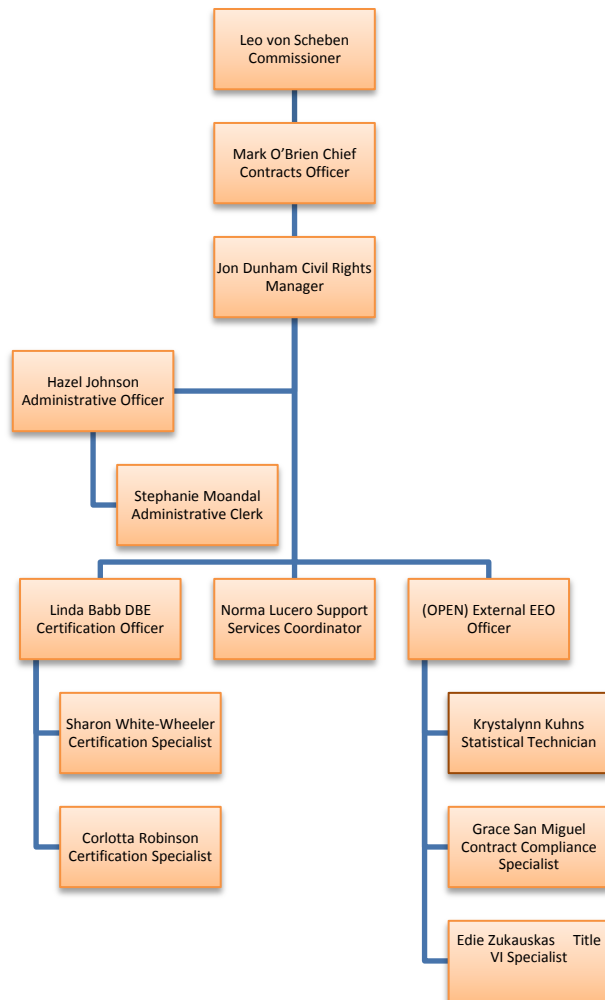 Leo von Scheben
Commissioner
Mark O’Brien Chief
Contracts Officer
Jon Dunham Civil Rights
Manager
Hazel Johnson
Administrative Officer
Stephanie Moandal
Administrative Clerk
Linda Babb DBE
Certification Officer
Norma Lucero Support
Services Coordinator
(OPEN) External EEO
Officer
Sharon White-Wheeler
Certification Specialist
Krystalynn Kuhns
Statistical Technician
Corlotta Robinson
Certification Specialist
Grace San Miguel
Contract Compliance
Specialist
Edie Zukauskas Title
VI Specialist